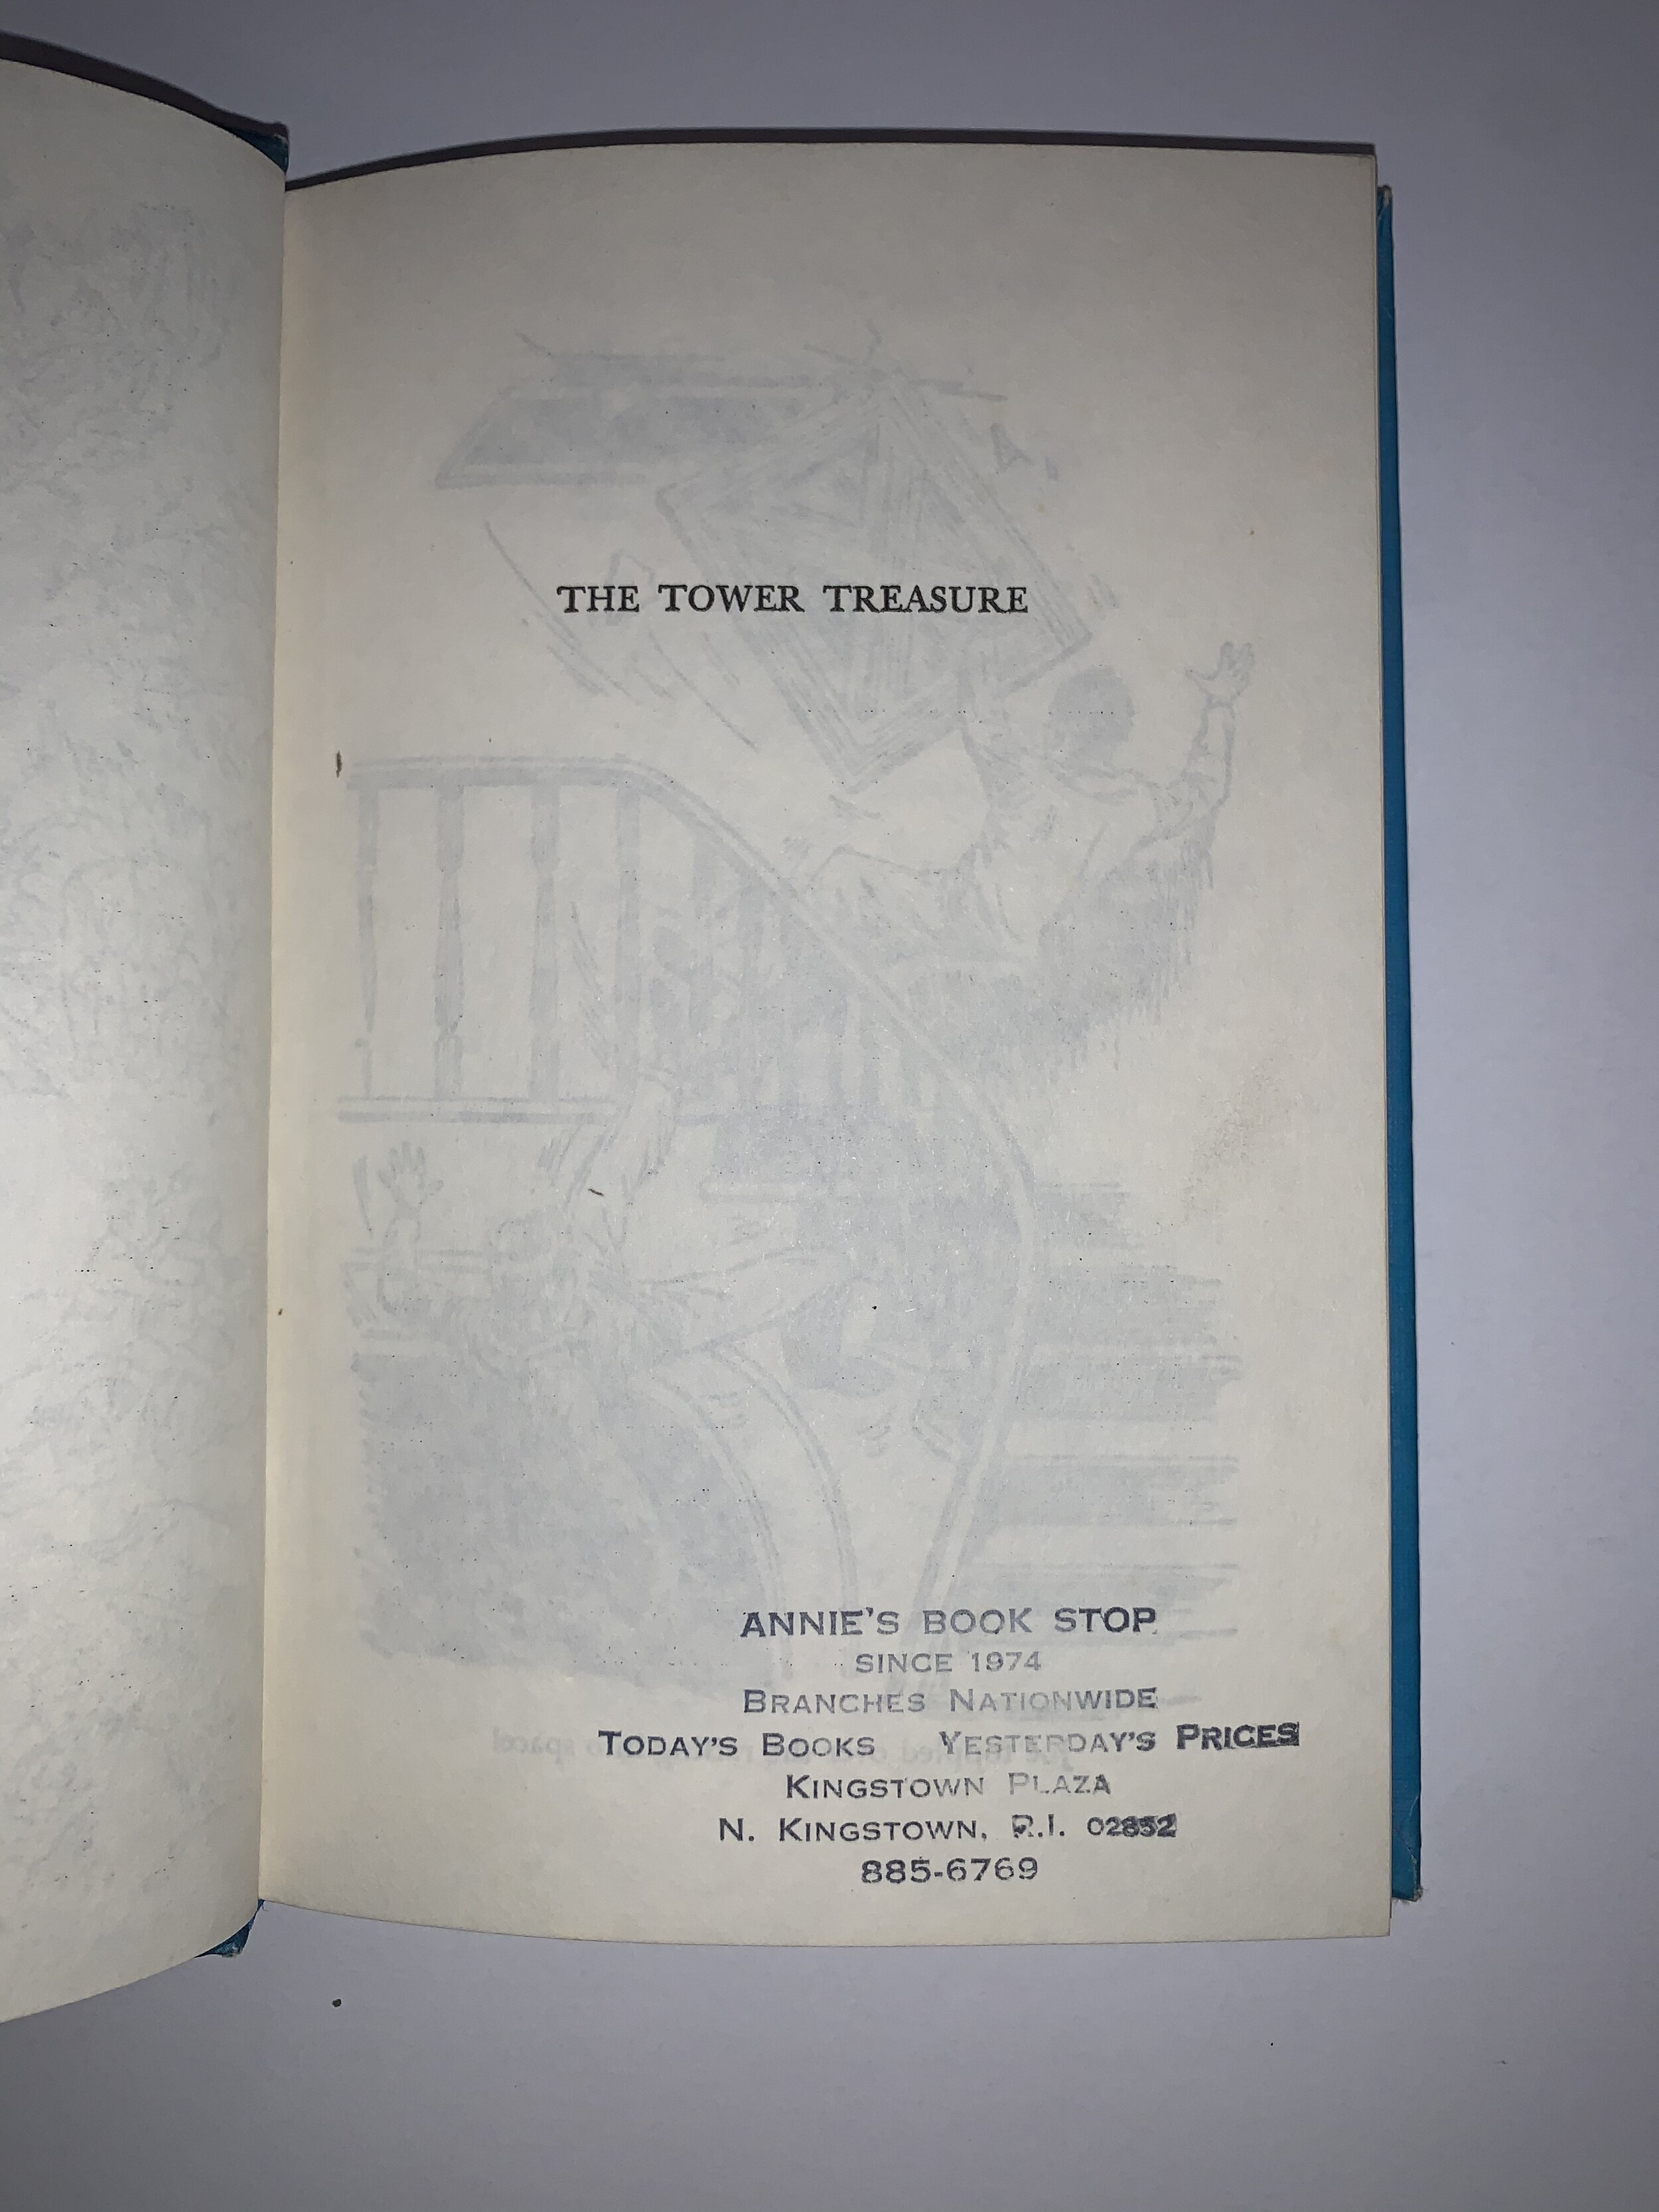 THE TOWER TREASURE
ANNIE'S BOOK STOP
SINCE 1974
BRANCHES NATIONWIDE
TODAY'S BOOKS YESTERDAY'S PRICES
KINGSTOWN PLAZA
N. KINGSTOWN, R.I. 02852
885-6769